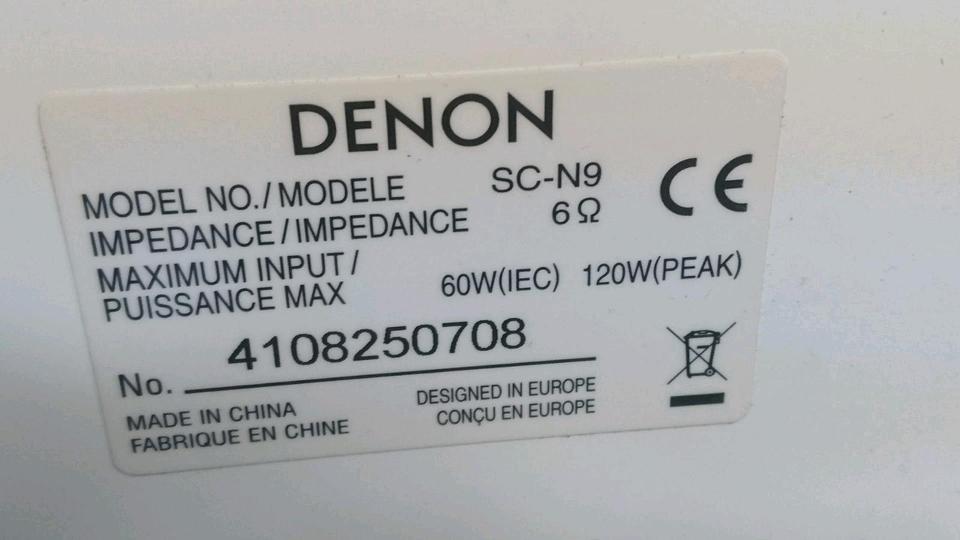 DENON
MODEL NO./MODELE SC-N9
IMPEDANCE/IMPEDANCE 6Ω
MAXIMUM INPUT/
PUISSANCE MAX 60W(IEC) 120W(PEAK)
CE
No. 4108250708
MADE IN CHINA
FABRIQUE EN CHINE
DESIGNED IN EUROPE
CONÇU EN EUROPE